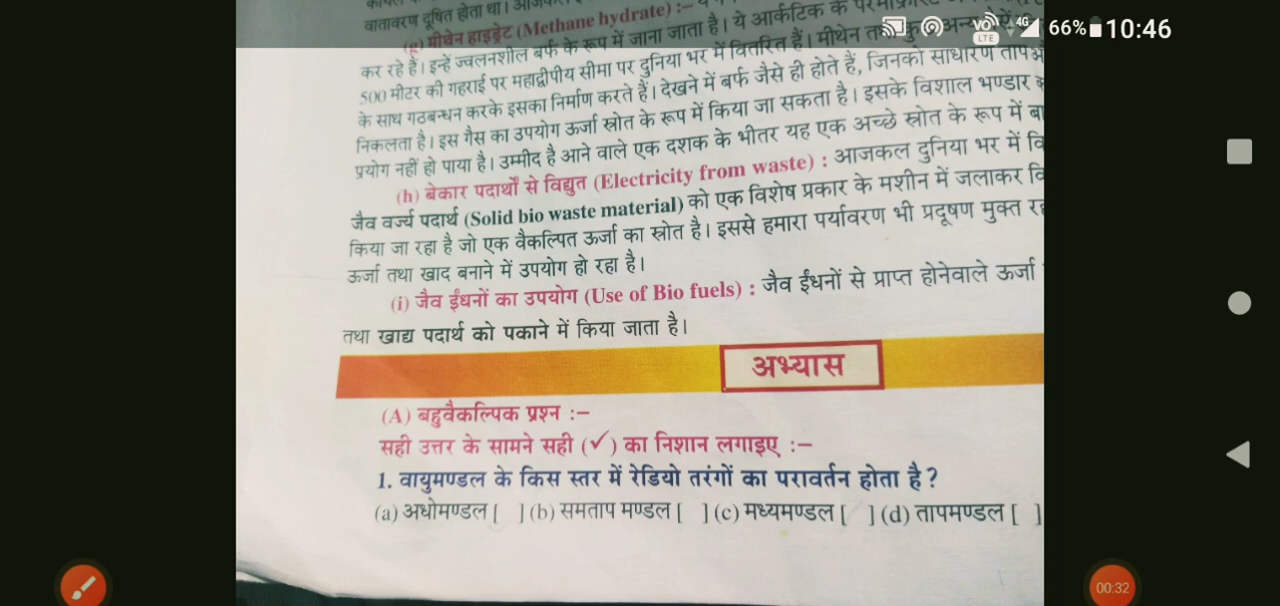 वातावरण दूषित होता था।
(g) मीथेन हाइड्रेट (Methane hydrate) :–
4G 66% 10:46
VO LTE
कर रहे हैं। इन्हें ज्वलनशील बर्फ के रूप में जाना जाता है। ये आर्कटिक के
500 मीटर की गहराई पर महाद्वीपीय सीमा पर दुनिया भर में वितरित हैं। मीथेन
के साथ गठबन्धन करके इसका निर्माण करते हैं। देखने में बर्फ जैसे ही होते हैं, जिनको साधारण ताप
निकलता है। इस गैस का उपयोग ऊर्जा स्रोत के रूप में किया जा सकता है। इसके विशाल भण्डार
प्रयोग नहीं हो पाया है। उम्मीद है आने वाले एक दशक के भीतर यह एक अच्छे स्रोत के रूप में
(h) बेकार पदार्थों से विद्युत (Electricity from waste) : आजकल दुनिया भर में
जैव वर्ज्य पदार्थ (Solid bio waste material) को एक विशेष प्रकार के मशीन में जलाकर
किया जा रहा है जो एक वैकल्पित ऊर्जा का स्रोत है। इससे हमारा पर्यावरण भी प्रदूषण मुक्त
ऊर्जा तथा खाद बनाने में उपयोग हो रहा है।
(i) जैव ईंधनों का उपयोग (Use of Bio fuels) : जैव ईंधनों से प्राप्त होनेवाले ऊर्जा
तथा खाद्य पदार्थ को पकाने में किया जाता है।
अभ्यास
(A) बहुवैकल्पिक प्रश्न :–
सही उत्तर के सामने सही (✓) का निशान लगाइए :–
1. वायुमण्डल के किस स्तर में रेडियो तरंगों का परावर्तन होता है ?
(a) अधोमण्डल [ ] (b) समताप मण्डल [ ] (c) मध्यमण्डल [ ] (d) तापमण्डल [ ]
00:32